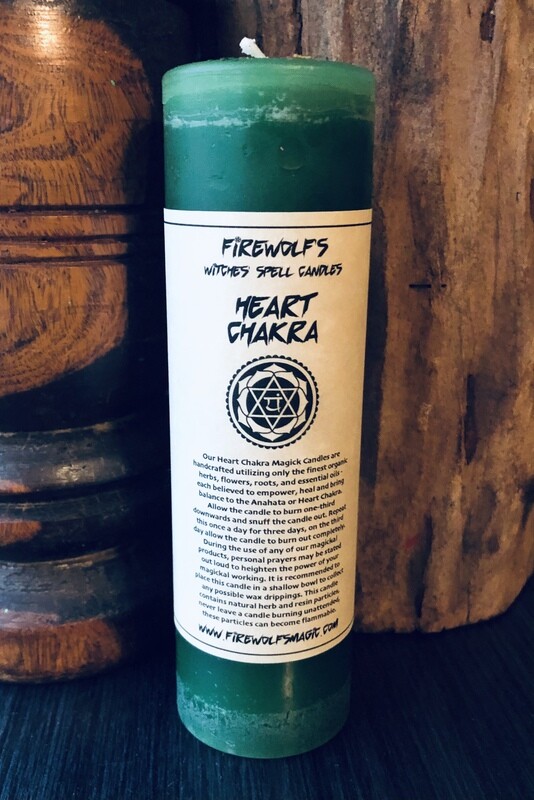 FIREWOLF'S
WITCHES SPELL CANDLES
HEART
CHAKRA
यं
Our Heart Chakra Magick Candles are
handcrafted utilizing only the finest organic
herbs, flowers, roots, and essential oils -
each believed to empower, heal and bring
balance to the Anahata or Heart Chakra.
Allow the candle to burn one-third
downwards and snuff the candle out. Repeat
this once a day for three days, on the third
day allow the candle to burn out completely.
During the use of any of our magickal
products, personal prayers may be stated
out loud to heighten the power of your
magickal working. It is recommended to
place this candle in a shallow bowl to collect
any possible wax drippings. This candle
contains natural herb and resin particles,
never leave a candle burning unattended,
these particles can become flammable.
WWW.FIREWOLFSMAGIC.COM